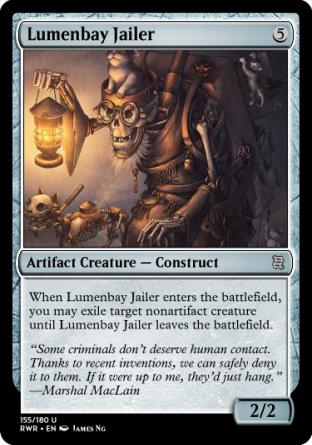 Lumenbay Jailer 5
Artifact Creature — Construct
When Lumenbay Jailer enters the battlefield,
you may exile target nonartifact creature
until Lumenbay Jailer leaves the battlefield.
“Some criminals don’t deserve human contact.
Thanks to recent inventions, we can safely deny
it to them. If it were up to me, they’d just hang.”
—Marshal MacLain
2/2
155/180 U
RWR • EN James Ng